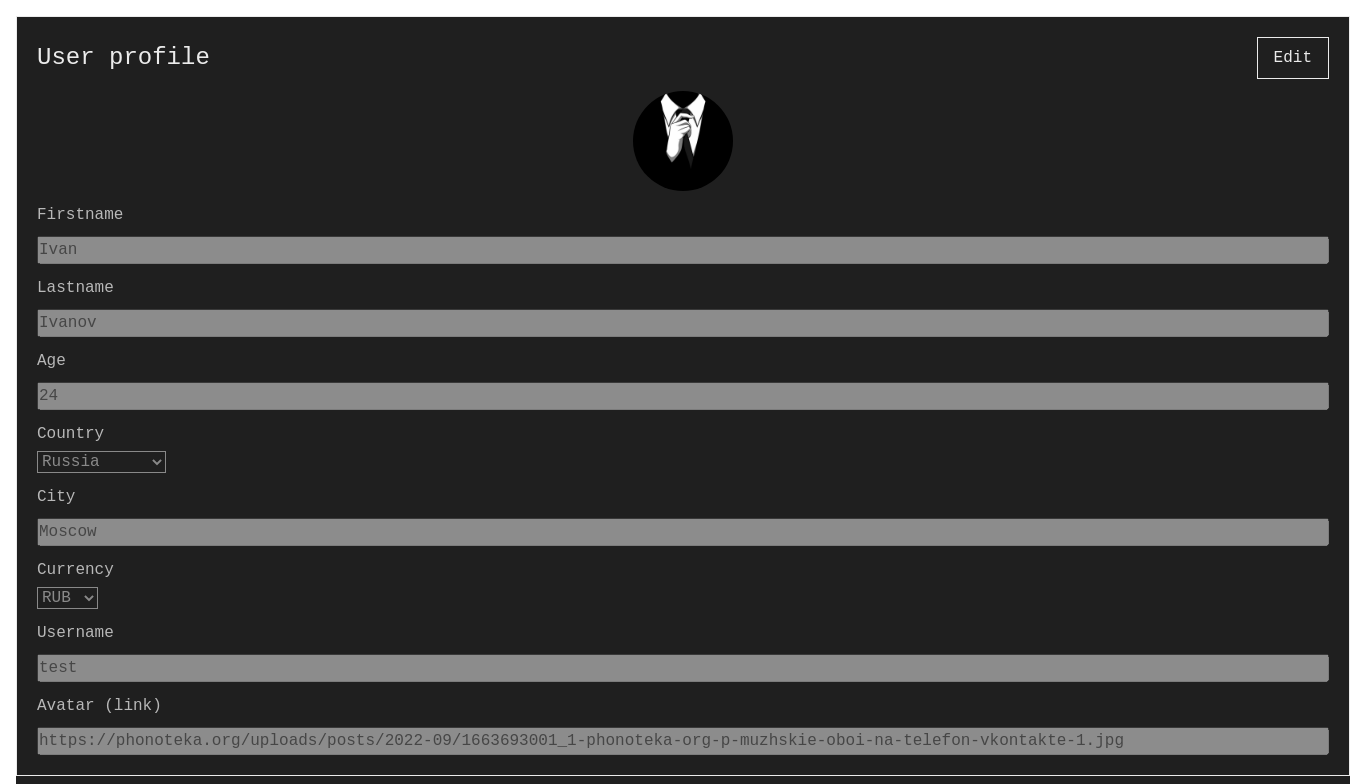 User profile
Edit
Firstname
Ivan
Lastname
Ivanov
Age
24
Country
Russia
City
Moscow
Currency
RUB
Username
test
Avatar (link)
https://phonoteka.org/uploads/posts/2022-09/1663693001_1-phonoteka-org-p-muzhskie-oboi-na-telefon-vkontakte-1.jpg